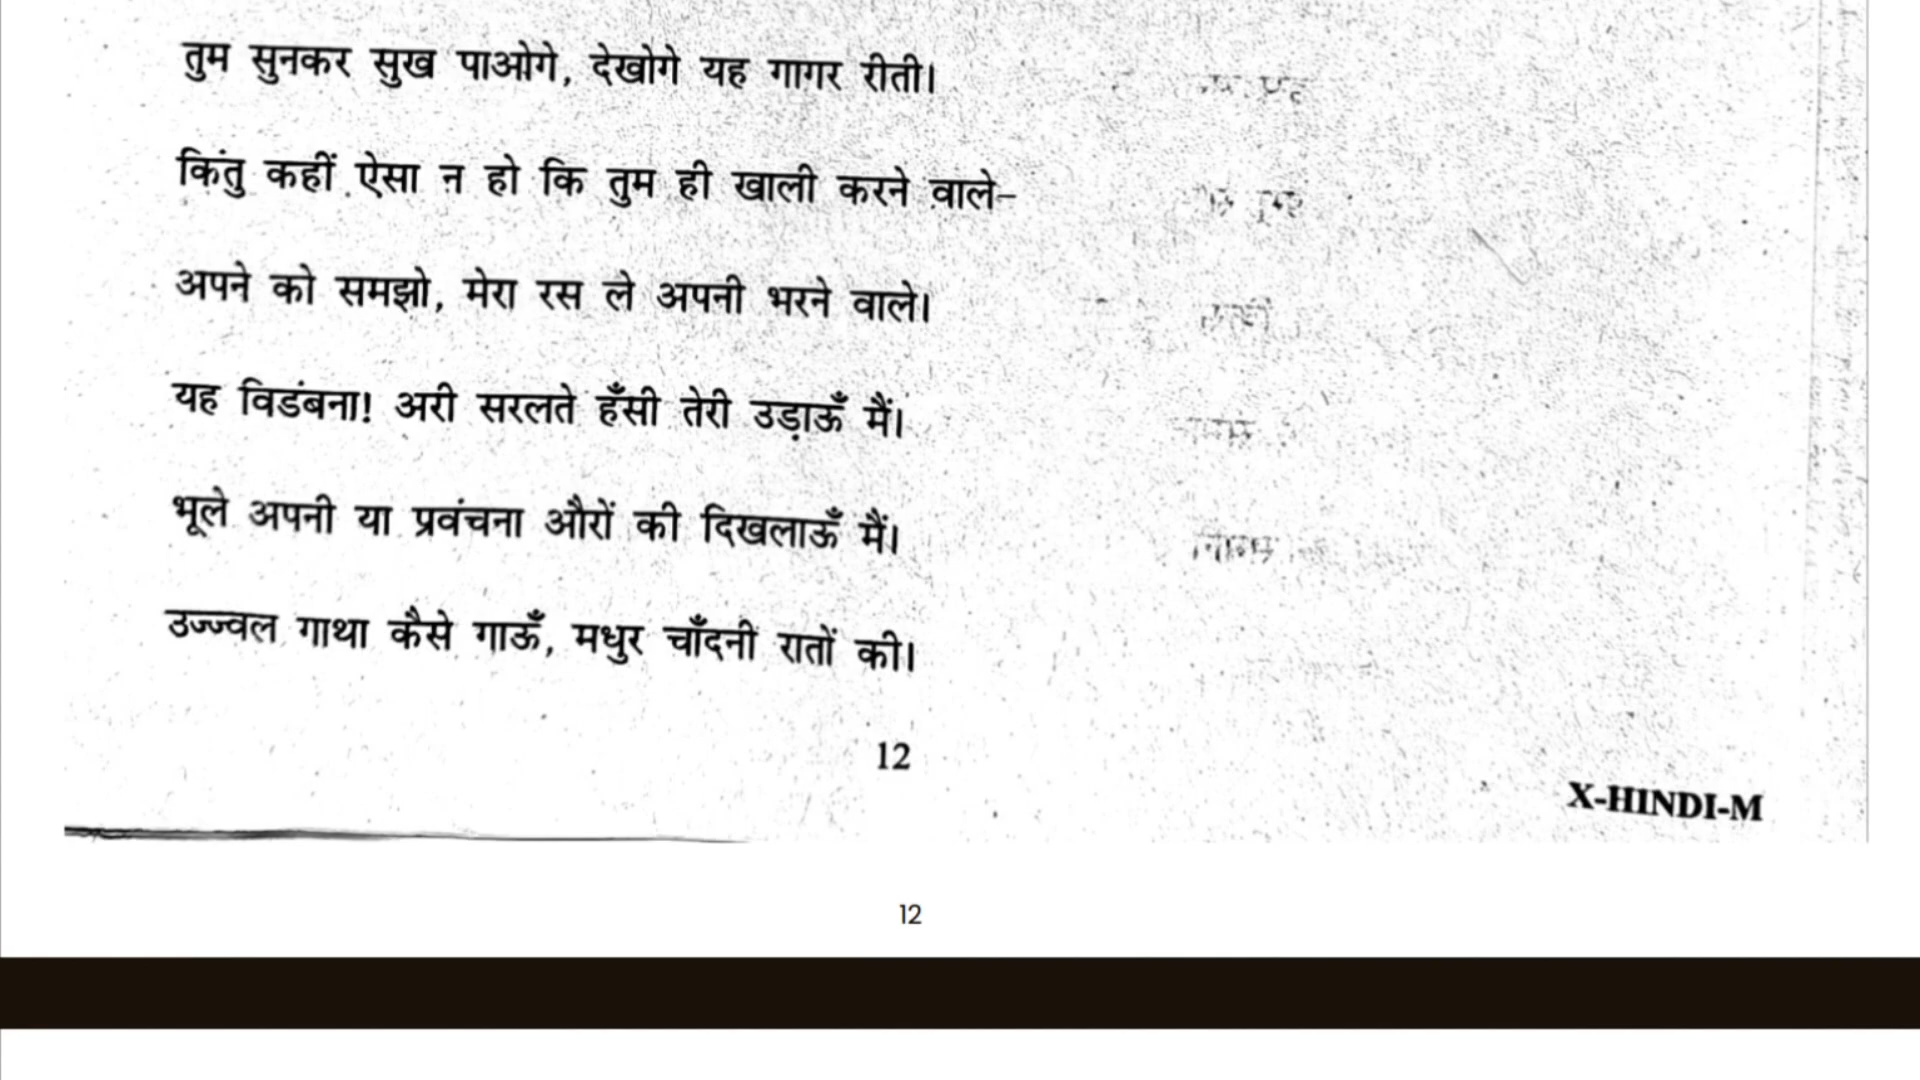 तुम सुनकर सुख पाओगे, देखोगे यह गागर रीती।
किंतु कहीं ऐसा न हो कि तुम ही खाली करने वाले–
अपने को समझो, मेरा रस ले अपनी भरने वाले।
यह विडंबना! अरी सरलते हँसी तेरी उड़ाऊँ मैं।
भूले अपनी या प्रवंचना औरों की दिखलाऊँ मैं।
उज्ज्वल गाथा कैसे गाऊँ, मधुर चाँदनी रातों की।
12
X-HINDI-M
12